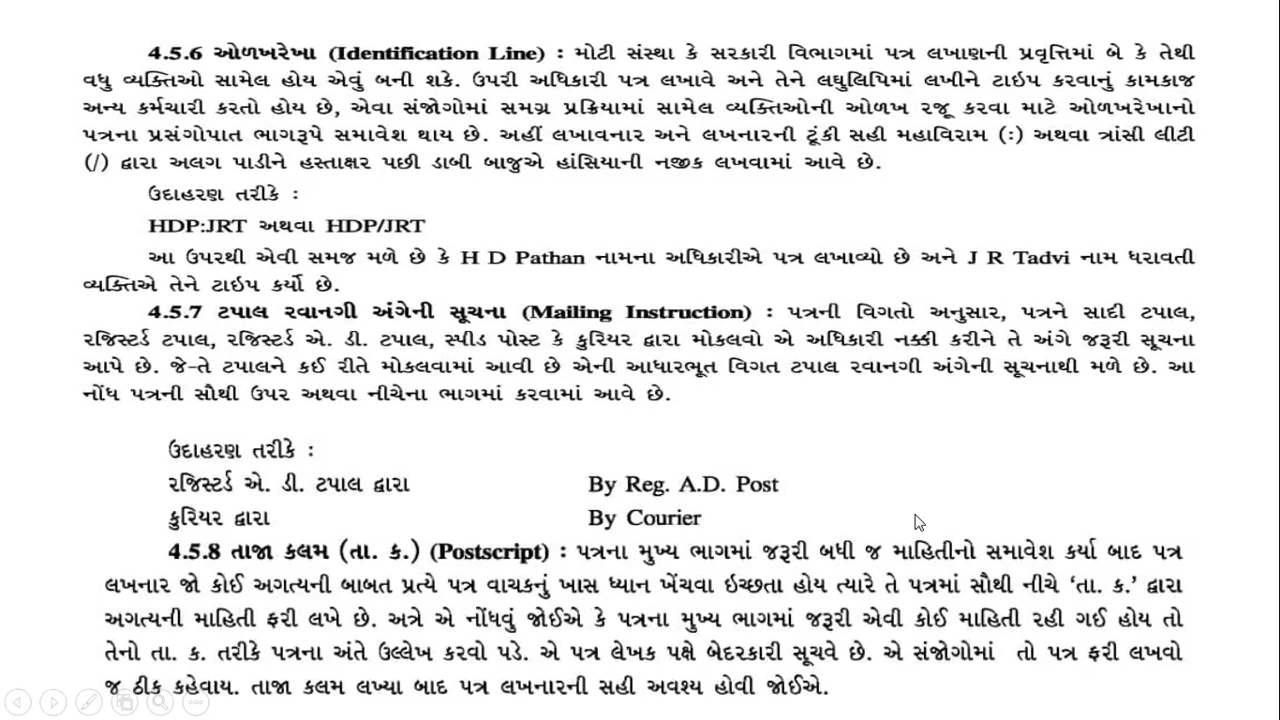 4.5.6 ઓળખરેખા (Identification Line) : મોટી સંસ્થા કે સરકારી વિભાગમાં પત્ર લખાણની પ્રવૃત્તિમાં બે કે તેથી
વધુ વ્યક્તિઓ સામેલ હોય એવું બની શકે. ઉપરી અધિકારી પત્ર લખાવે અને તેને લઘુલિપિમાં લખીને ટાઇપ કરવાનું કામકાજ
અન્ય કર્મચારી કરતો હોય છે, એવા સંજોગોમાં સમગ્ર પ્રક્રિયામાં સામેલ વ્યક્તિઓની ઓળખ રજૂ કરવા માટે ઓળખરેખાનો
પત્રના પ્રસંગોપાત ભાગરૂપે સમાવેશ થાય છે. અહીં લખાવનાર અને લખનારની ટૂંકી સહી મહાવિરામ (:) અથવા ત્રાંસી લીટી
(/) દ્વારા અલગ પાડીને હસ્તાક્ષર પછી ડાબી બાજુએ હાંસિયાની નજીક લખવામાં આવે છે.
ઉદાહરણ તરીકે :
HDP:JRT અથવા HDP/JRT
આ ઉપરથી એવી સમજ મળે છે કે H D Pathan નામના અધિકારીએ પત્ર લખાવ્યો છે અને J R Tadvi નામ ધરાવતી
વ્યક્તિએ તેને ટાઇપ કર્યો છે.
4.5.7 ટપાલ રવાનગી અંગેની સૂચના (Mailing Instruction) : પત્રની વિગતો અનુસાર, પત્રને સાદી ટપાલ,
રજિસ્ટર્ડ ટપાલ, રજિસ્ટર્ડ એ. ડી. ટપાલ, સ્પીડ પોસ્ટ કે કુરિયર દ્વારા મોકલવો એ અધિકારી નક્કી કરીને તે અંગે જરૂરી સૂચના
આપે છે. જે-તે ટપાલને કઈ રીતે મોકલવામાં આવી છે એની આધારભૂત વિગત ટપાલ રવાનગી અંગેની સૂચનાથી મળે છે. આ
નોંધ પત્રની સૌથી ઉપર અથવા નીચેના ભાગમાં કરવામાં આવે છે.
ઉદાહરણ તરીકે :
રજિસ્ટર્ડ એ. ડી. ટપાલ દ્વારા By Reg. A.D. Post
કુરિયર દ્વારા By Courier
4.5.8 તાજા કલમ (તા. ક.) (Postscript) : પત્રના મુખ્ય ભાગમાં જરૂરી બધી જ માહિતીનો સમાવેશ કર્યા બાદ પત્ર
લખનાર જો કોઈ અગત્યની બાબત પ્રત્યે પત્ર વાચકનું ખાસ ધ્યાન ખેંચવા ઇચ્છતા હોય ત્યારે તે પત્રમાં સૌથી નીચે ‘તા. ક.’ દ્વારા
અગત્યની માહિતી ફરી લખે છે. અત્રે એ નોંધવું જોઈએ કે પત્રના મુખ્ય ભાગમાં જરૂરી એવી કોઈ માહિતી રહી ગઈ હોય તો
તેનો તા. ક. તરીકે પત્રના અંતે ઉલ્લેખ કરવો પડે. એ પત્ર લેખક પક્ષે બેદરકારી સૂચવે છે. એ સંજોગોમાં તો પત્ર ફરી લખવો
જ ઠીક કહેવાય. તાજા કલમ લખ્યા બાદ પત્ર લખનારની સહી અવશ્ય હોવી જોઈએ.